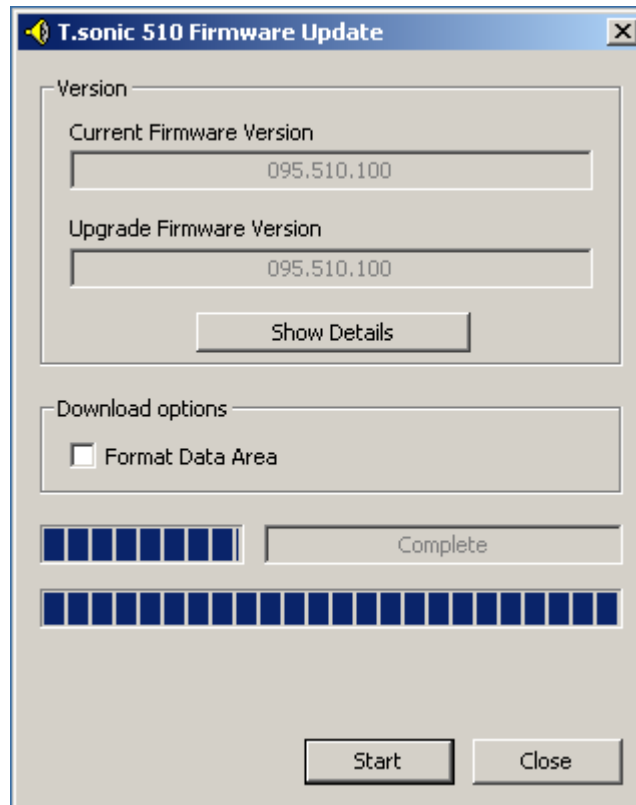 T.sonic 510 Firmware Update
Version
Current Firmware Version
095.510.100
Upgrade Firmware Version
095.510.100
Show Details
Download options
Format Data Area
Complete
Start
Close